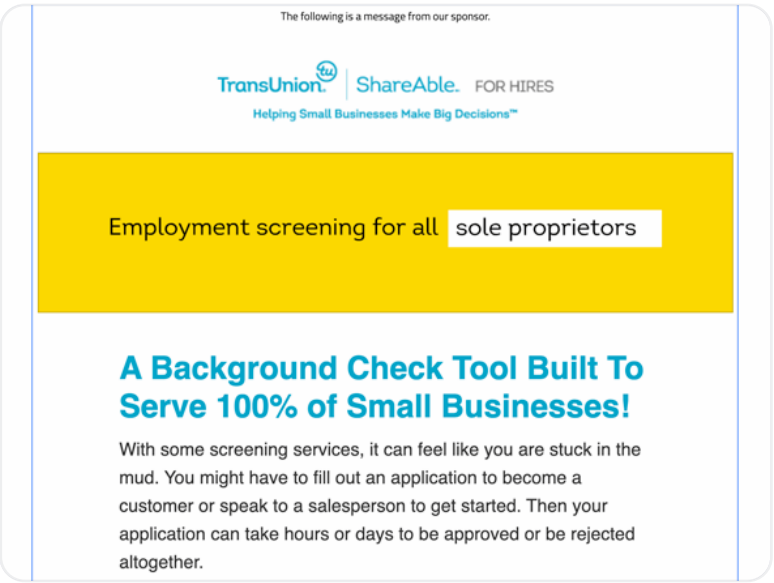 The following is a message from our sponsor.
TransUnion. tu ShareAble. FOR HIRES
Helping Small Businesses Make Big Decisions™
Employment screening for all sole proprietors
A Background Check Tool Built To
Serve 100% of Small Businesses!
With some screening services, it can feel like you are stuck in the
mud. You might have to fill out an application to become a
customer or speak to a salesperson to get started. Then your
application can take hours or days to be approved or be rejected
altogether.